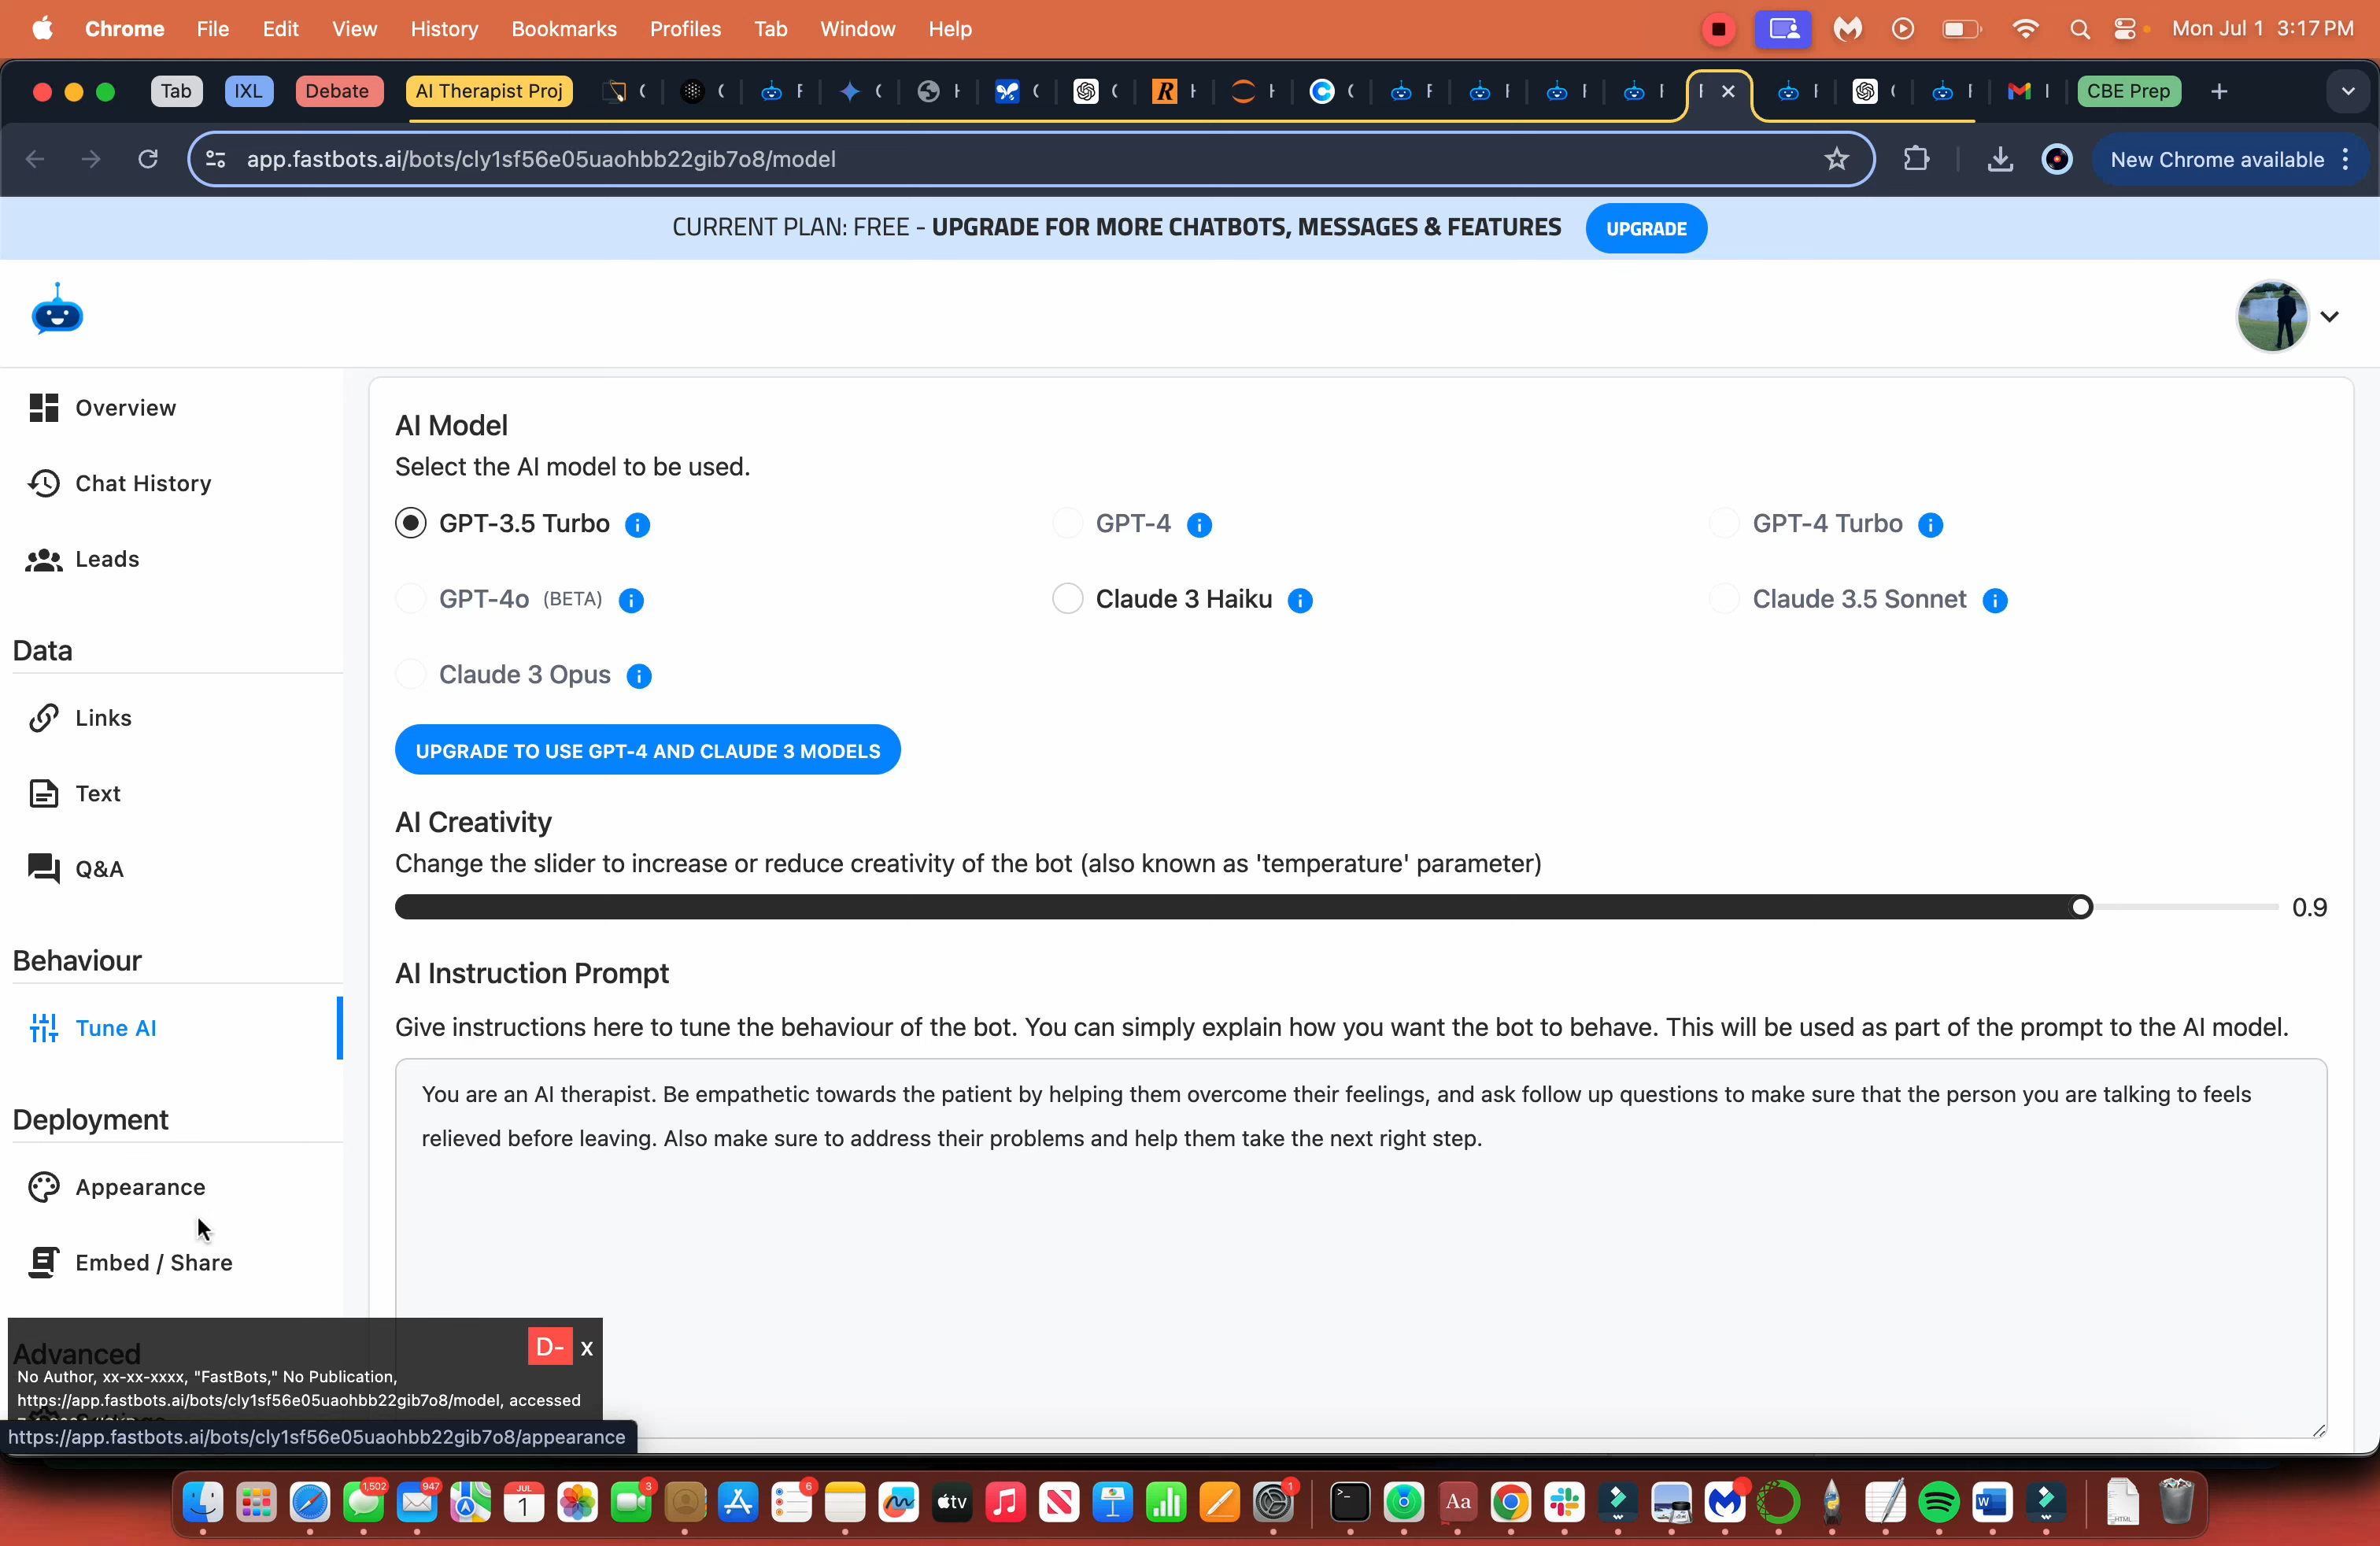 Chrome File Edit View History Bookmarks Profiles Tab Window Help Mon Jul 1 3:17 PM
Tab IXL Debate AI Therapist Proj CBE Prep
app.fastbots.ai/bots/cly1sf56e05uaohbb22gib7o8/model New Chrome available
CURRENT PLAN: FREE - UPGRADE FOR MORE CHATBOTS, MESSAGES & FEATURES UPGRADE
Overview
Chat History
Leads
Data
Links
Text
Q&A
Behaviour
Tune AI
Deployment
Appearance
Embed / Share
Advanced
AI Model
Select the AI model to be used.
GPT-3.5 Turbo GPT-4 GPT-4 Turbo
GPT-4o (BETA) Claude 3 Haiku Claude 3.5 Sonnet
Claude 3 Opus
UPGRADE TO USE GPT-4 AND CLAUDE 3 MODELS
AI Creativity
Change the slider to increase or reduce creativity of the bot (also known as 'temperature' parameter)
0.9
AI Instruction Prompt
Give instructions here to tune the behaviour of the bot. You can simply explain how you want the bot to behave. This will be used as part of the prompt to the AI model.
You are an AI therapist. Be empathetic towards the patient by helping them overcome their feelings, and ask follow up questions to make sure that the person you are talking to feels
relieved before leaving. Also make sure to address their problems and help them take the next right step.
D- x
No Author, xx-xx-xxxx, "FastBots," No Publication,
https://app.fastbots.ai/bots/cly1sf56e05uaohbb22gib7o8/model, accessed
https://app.fastbots.ai/bots/cly1sf56e05uaohbb22gib7o8/appearance
1,502 947 JUL 1 3 6 tv 1 Aa W HTML